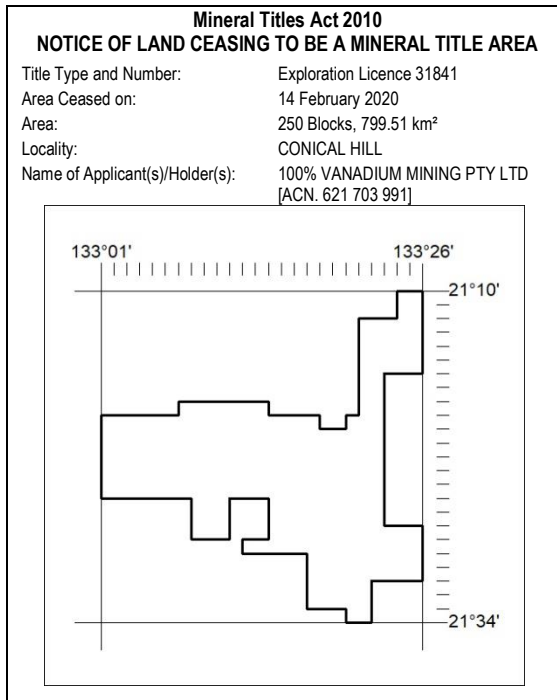 Mineral Titles Act 2010
NOTICE OF LAND CEASING TO BE A MINERAL TITLE AREA
Title Type and Number: Exploration Licence 31841
Area Ceased on: 14 February 2020
Area: 250 Blocks, 799.51 km²
Locality: CONICAL HILL
Name of Applicant(s)/Holder(s): 100% VANADIUM MINING PTY LTD
[ACN. 621 703 991]
133°01' 133°26'
21°10'
21°34'